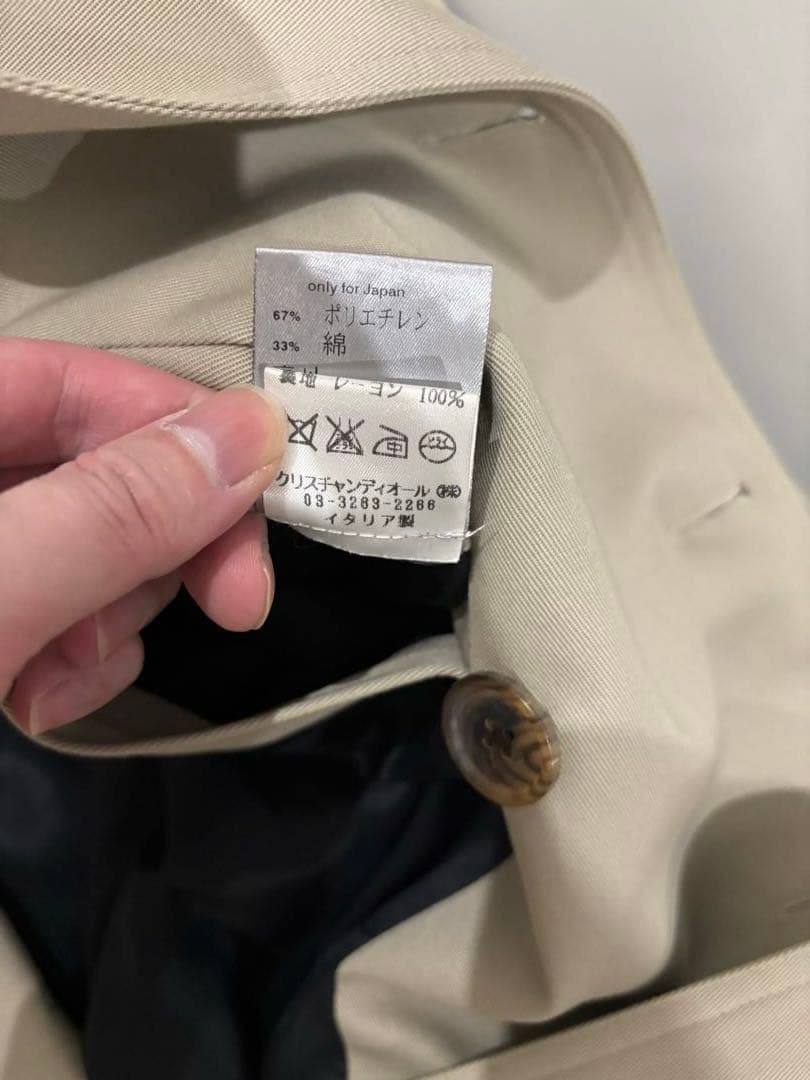 only for Japan
67% ポリエチレン
33% 綿
裏地 レーヨン 100%
クリスチャンディオール ㈱
03-3263-2266
イタリア製